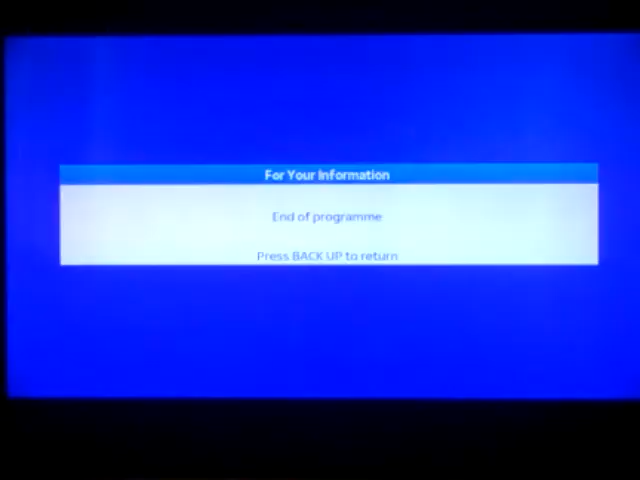 For Your Information
End of programme
Press BACK UP to return